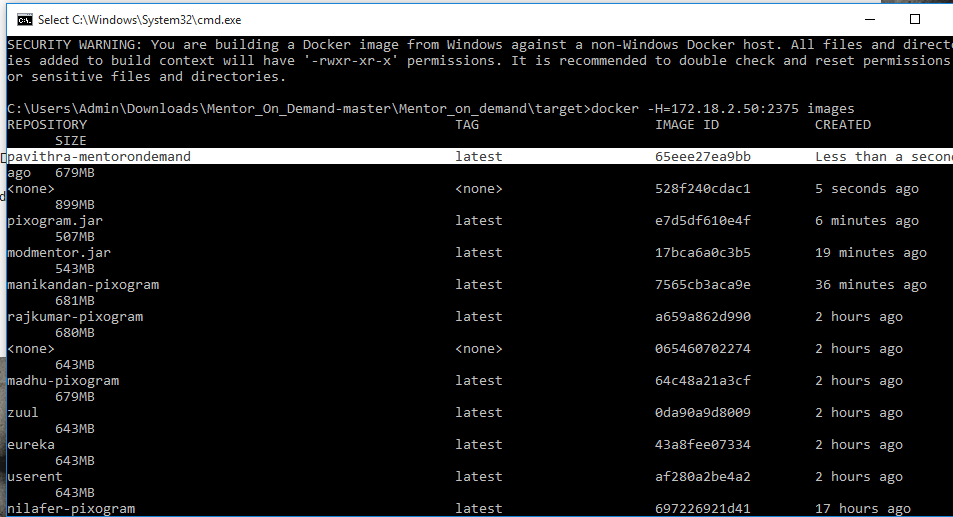 Select C:\Windows\System32\cmd.exe
SECURITY WARNING: You are building a Docker image from Windows against a non-Windows Docker host. All files and directo
ies added to build context will have '-rwxr-xr-x' permissions. It is recommended to double check and reset permissions
or sensitive files and directories.
C:\Users\Admin\Downloads\Mentor_On_Demand-master\Mentor_on_demand\target>docker -H=172.18.2.50:2375 images
REPOSITORY TAG IMAGE ID CREATED
SIZE
pavithra-mentorondemand latest 65eee27ea9bb Less than a secon
ago 679MB
<none> <none> 528f240cdac1 5 seconds ago
899MB
pixogram.jar latest e7d5df610e4f 6 minutes ago
507MB
modmentor.jar latest 17bca6a0c3b5 19 minutes ago
543MB
manikandan-pixogram latest 7565cb3aca9e 36 minutes ago
681MB
rajkumar-pixogram latest a659a862d990 2 hours ago
680MB
<none> <none> 065460702274 2 hours ago
643MB
madhu-pixogram latest 64c48a21a3cf 2 hours ago
679MB
zuul latest 0da90a9d8009 2 hours ago
643MB
eureka latest 43a8fee07334 2 hours ago
643MB
userent latest af280a2be4a2 2 hours ago
643MB
nilafer-pixogram latest 697226921d41 17 hours ago